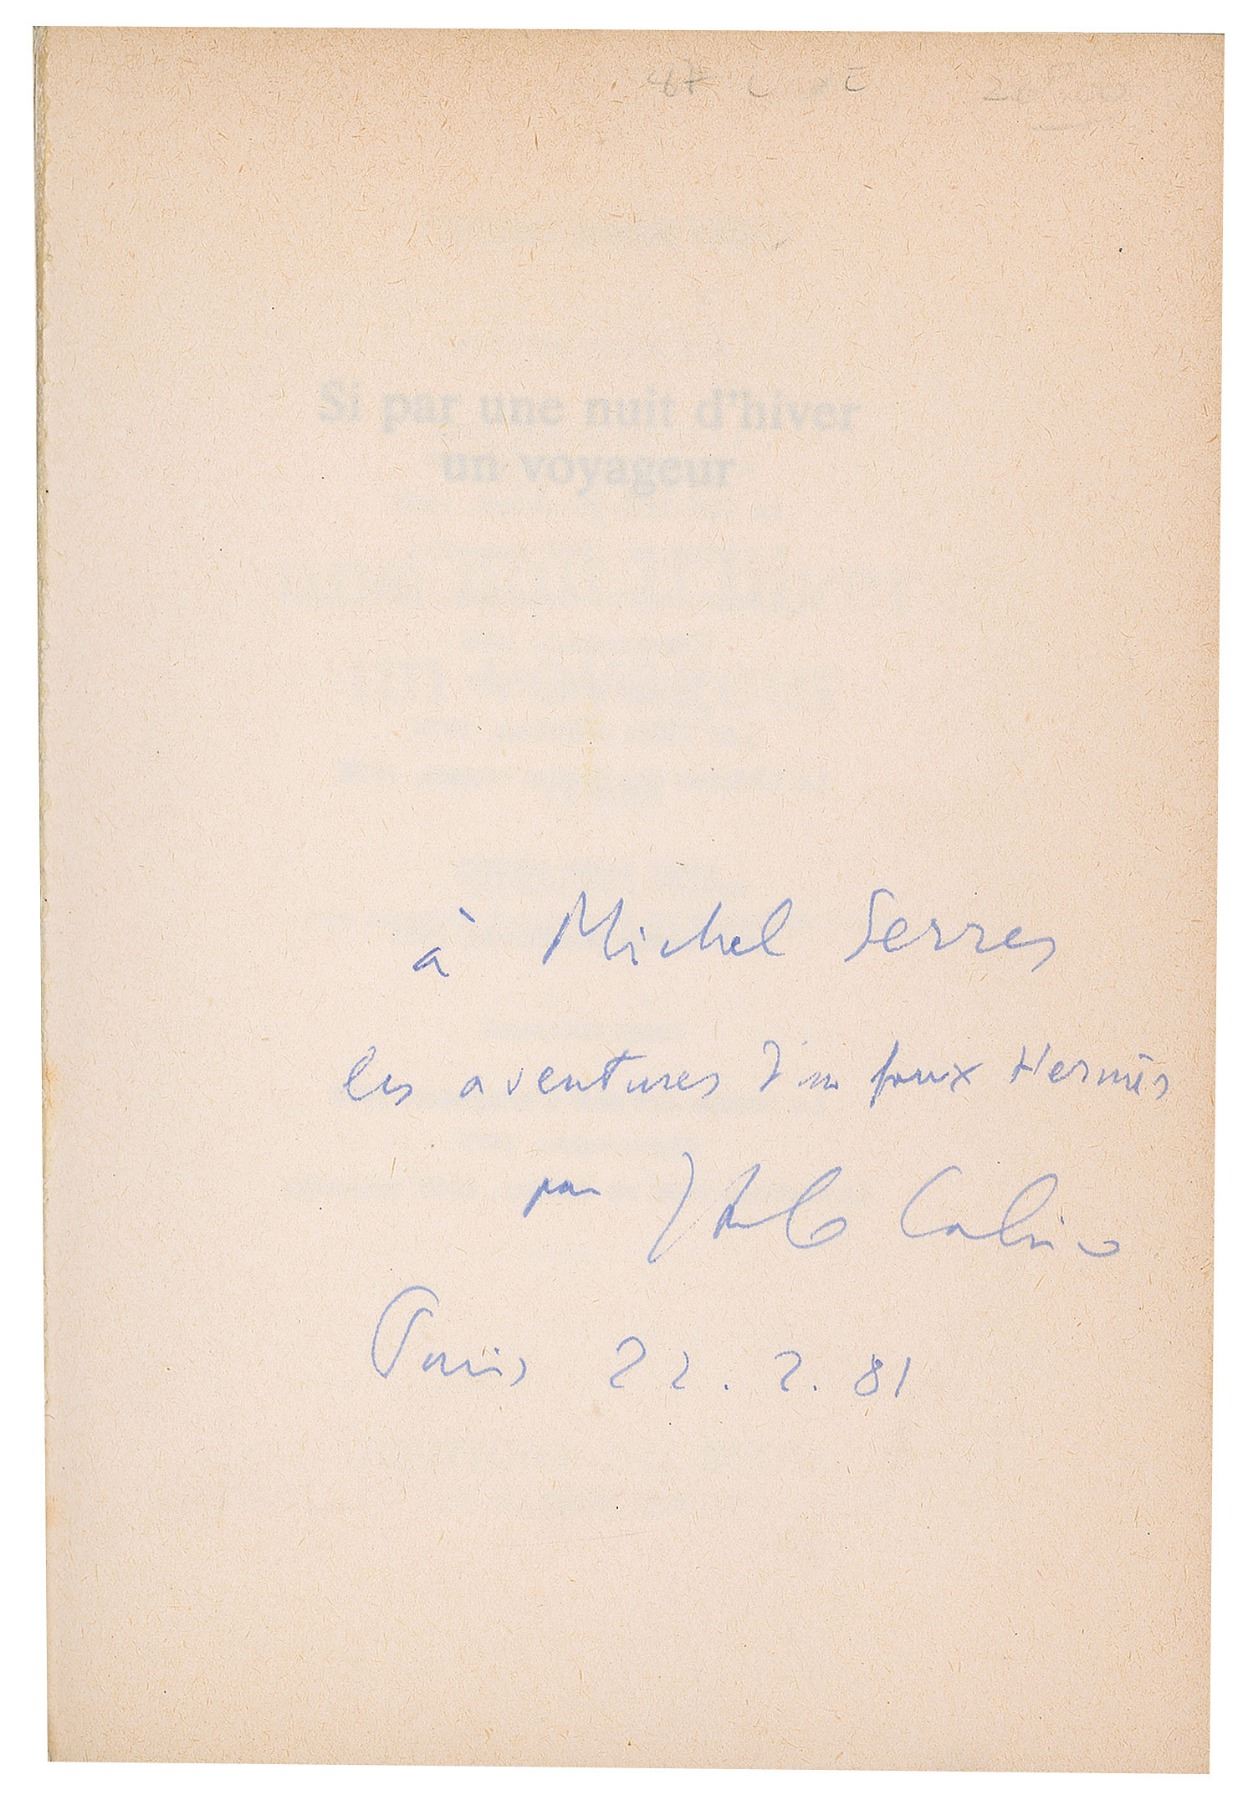 Si par une nuit d'hiver
un voyageur
à Michel Serres
les aventures d'un faux Hermès
par Italo Calvino
Paris 22.2.81